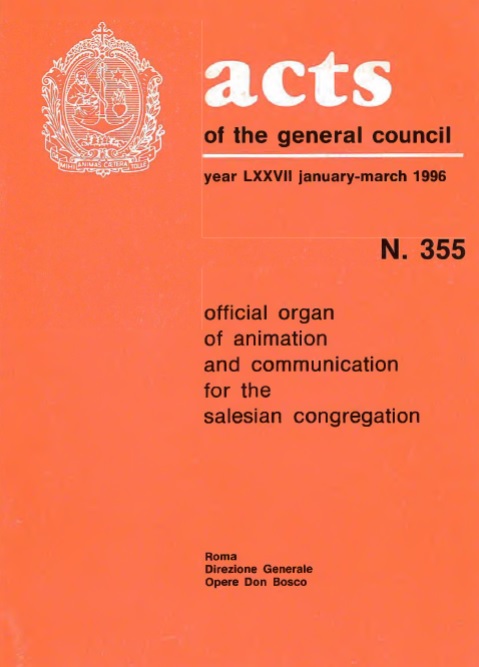 acts
of the general council
year LXXVII january-march 1996
N. 355
official organ
of animation
and communication
for the
salesian congregation
Roma
Direzione Generale
Opere Don Bosco